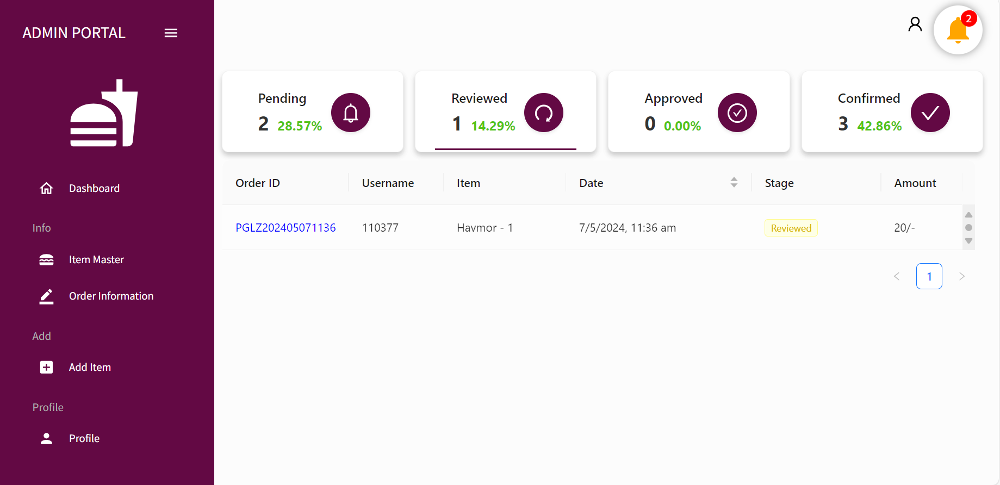 ADMIN PORTAL
Dashboard
Info
Item Master
Order Information
Add
Add Item
Profile
Profile
2
Pending
2 28.57%
Reviewed
1 14.29%
Approved
0 0.00%
Confirmed
3 42.86%
Order ID Username Item Date Stage Amount
PGLZ202405071136 110377 Havmor - 1 7/5/2024, 11:36 am Reviewed 20/-
1